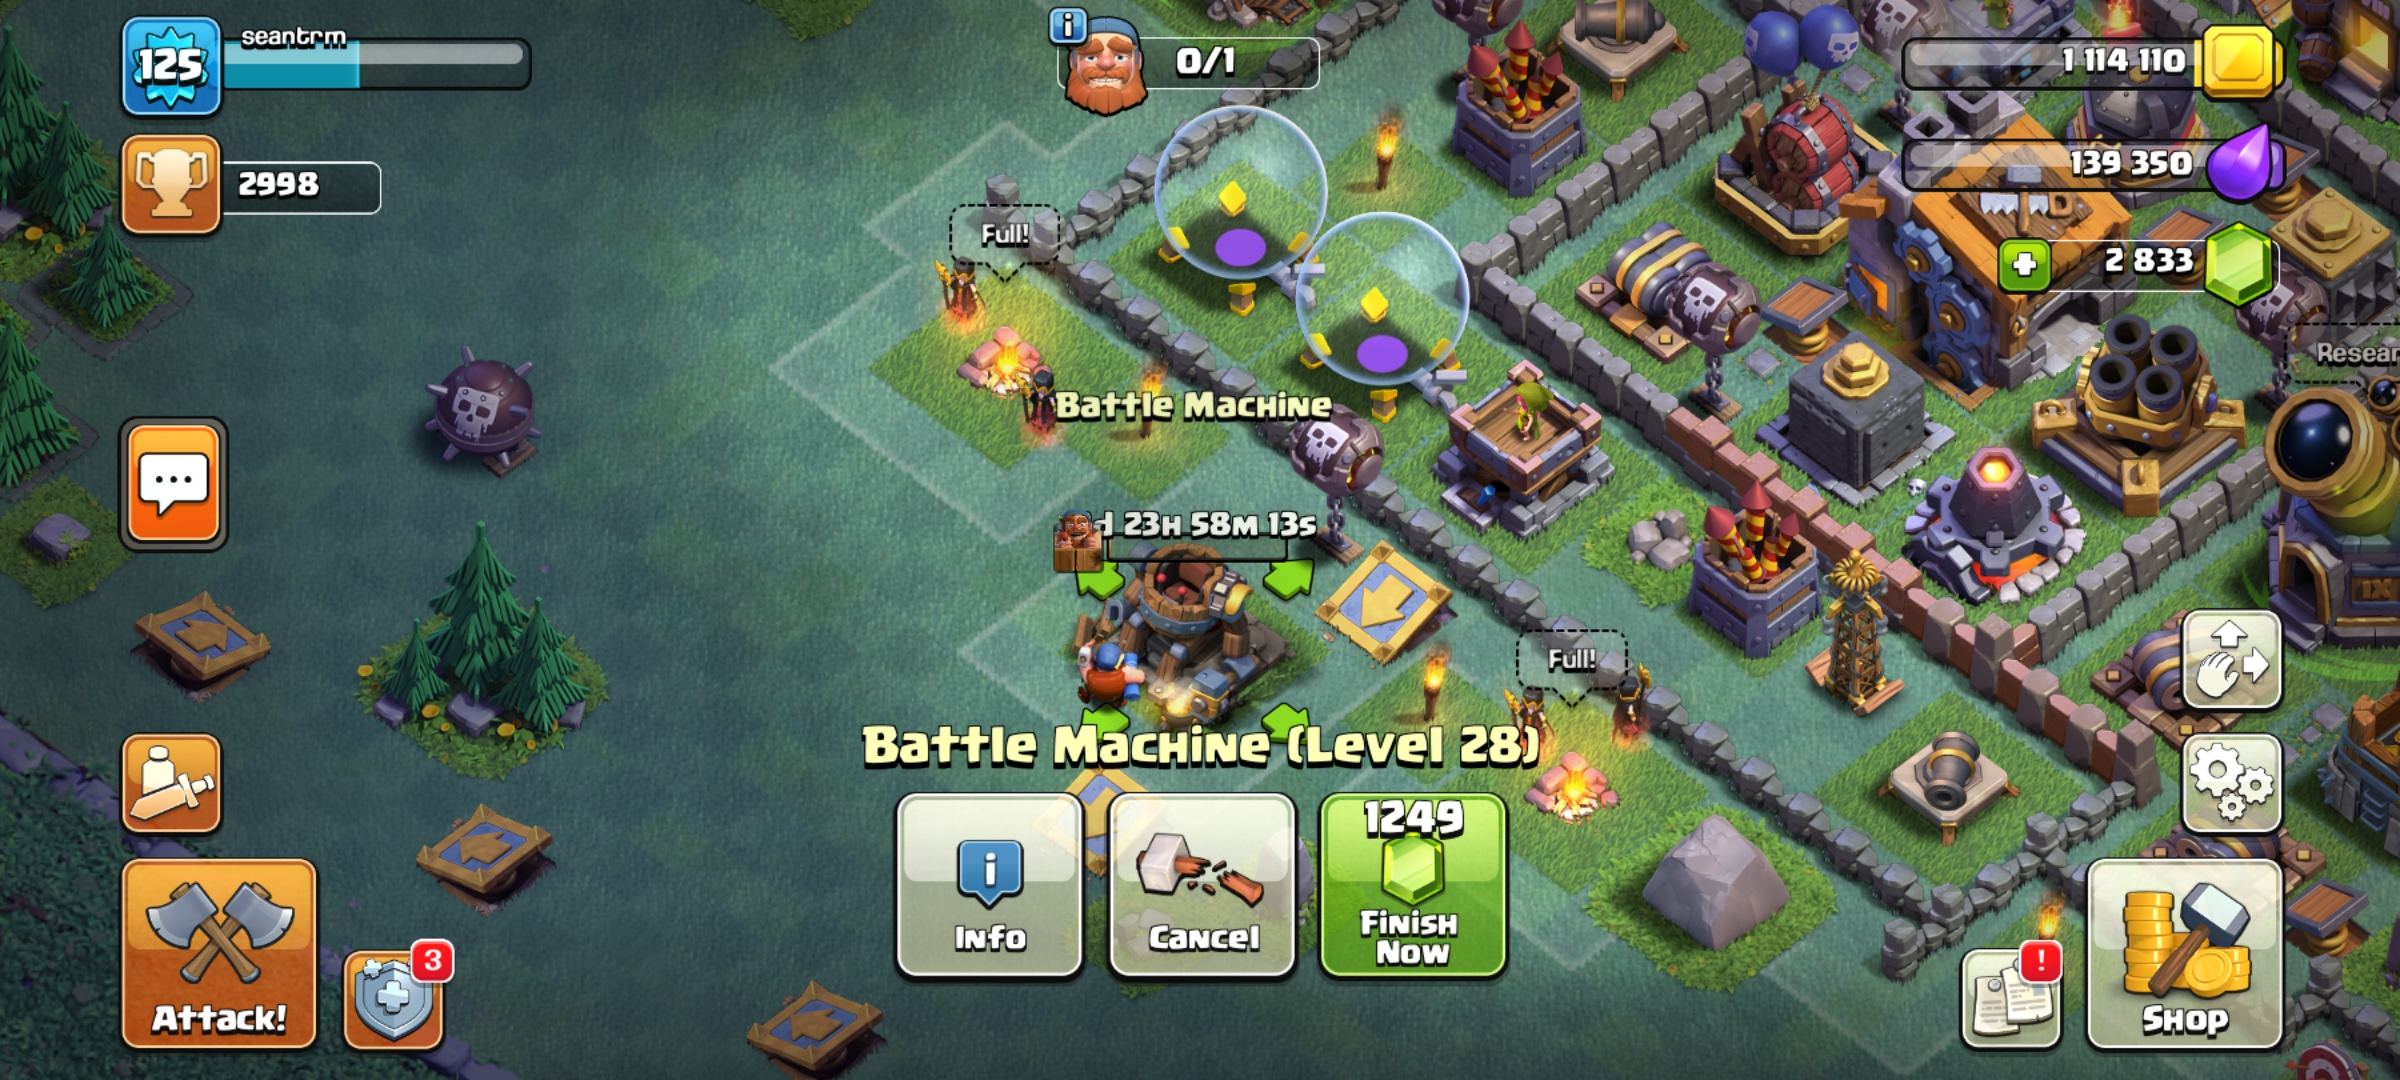 seantrm
125
0/1
1 114 110
139 350
2998
Full!
2 833
Battle Machine
23H 58M 13S
Full!
Battle Machine (Level 28)
1249
Info
Cancel
Finish
Now
3
!
Attack!
Shop